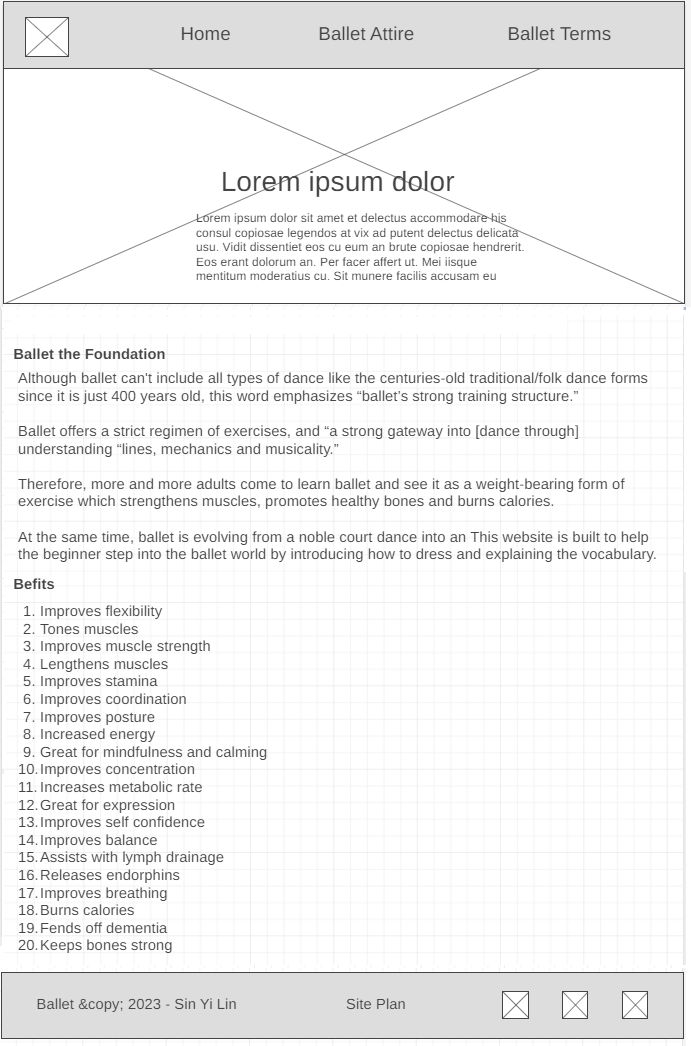 Home Ballet Attire Ballet Terms
Lorem ipsum dolor
Lorem ipsum dolor sit amet et delectus accommodare his
consul copiosae legendos at vix ad putent delectus delicata
usu. Vidit dissentiet eos cu eum an brute copiosae hendrerit.
Eos erant dolorum an. Per facer affert ut. Mei iisque
mentitum moderatius cu. Sit munere facilis accusam eu
Ballet the Foundation
Although ballet can't include all types of dance like the centuries-old traditional/folk dance forms
since it is just 400 years old, this word emphasizes “ballet’s strong training structure.”
Ballet offers a strict regimen of exercises, and “a strong gateway into [dance through]
understanding “lines, mechanics and musicality.”
Therefore, more and more adults come to learn ballet and see it as a weight-bearing form of
exercise which strengthens muscles, promotes healthy bones and burns calories.
At the same time, ballet is evolving from a noble court dance into an This website is built to help
the beginner step into the ballet world by introducing how to dress and explaining the vocabulary.
Befits
1. Improves flexibility
2. Tones muscles
3. Improves muscle strength
4. Lengthens muscles
5. Improves stamina
6. Improves coordination
7. Improves posture
8. Increased energy
9. Great for mindfulness and calming
10. Improves concentration
11. Increases metabolic rate
12. Great for expression
13. Improves self confidence
14. Improves balance
15. Assists with lymph drainage
16. Releases endorphins
17. Improves breathing
18. Burns calories
19. Fends off dementia
20. Keeps bones strong
Ballet &copy; 2023 - Sin Yi Lin Site Plan